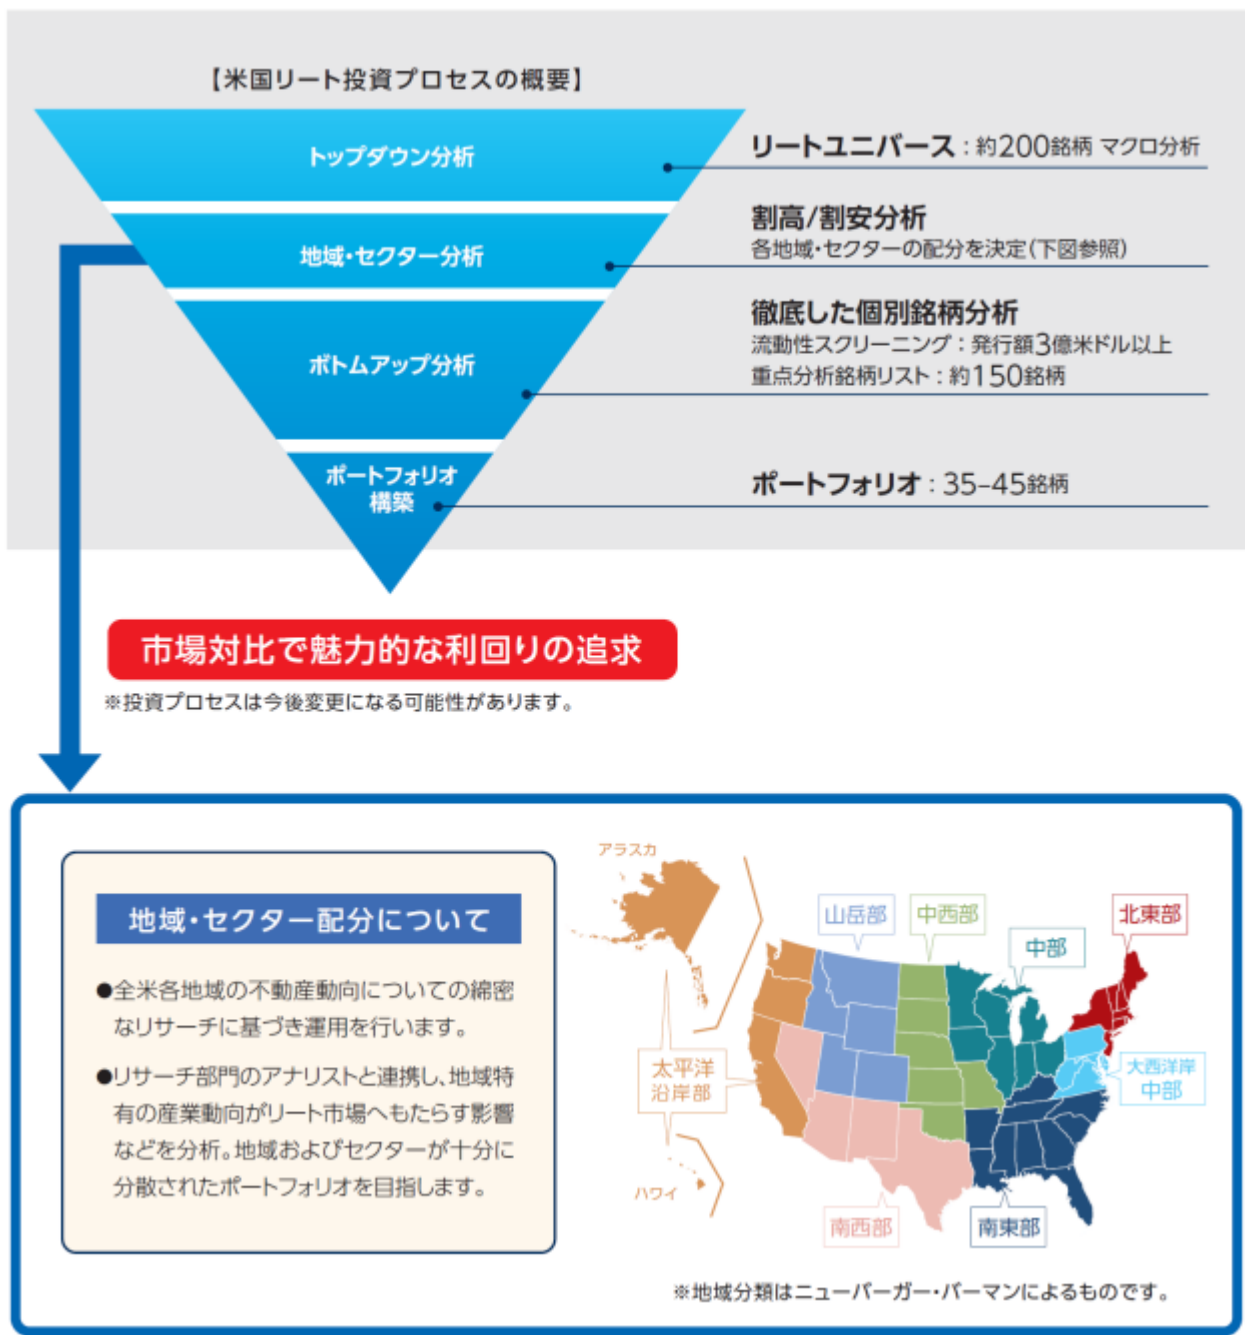 【米国リート投資プロセスの概要】
トップダウン分析
リートユニバース：約200銘柄 マクロ分析
地域・セクター分析
割高/割安分析
各地域・セクターの配分を決定(下図参照)
ボトムアップ分析
徹底した個別銘柄分析
流動性スクリーニング：発行額3億米ドル以上
重点分析銘柄リスト：約150銘柄
ポートフォリオ
構築
ポートフォリオ：35–45銘柄
市場対比で魅力的な利回りの追求
※投資プロセスは今後変更になる可能性があります。
地域・セクター配分について
●全米各地域の不動産動向についての綿密
なリサーチに基づき運用を行います。
●リサーチ部門のアナリストと連携し、地域特
有の産業動向がリート市場へもたらす影響
などを分析。地域およびセクターが十分に
分散されたポートフォリオを目指します。
アラスカ
山岳部
中西部
中部
北東部
太平洋
沿岸部
大西洋岸
中部
ハワイ
南西部
南東部
※地域分類はニューバーガー・バーマンによるものです。